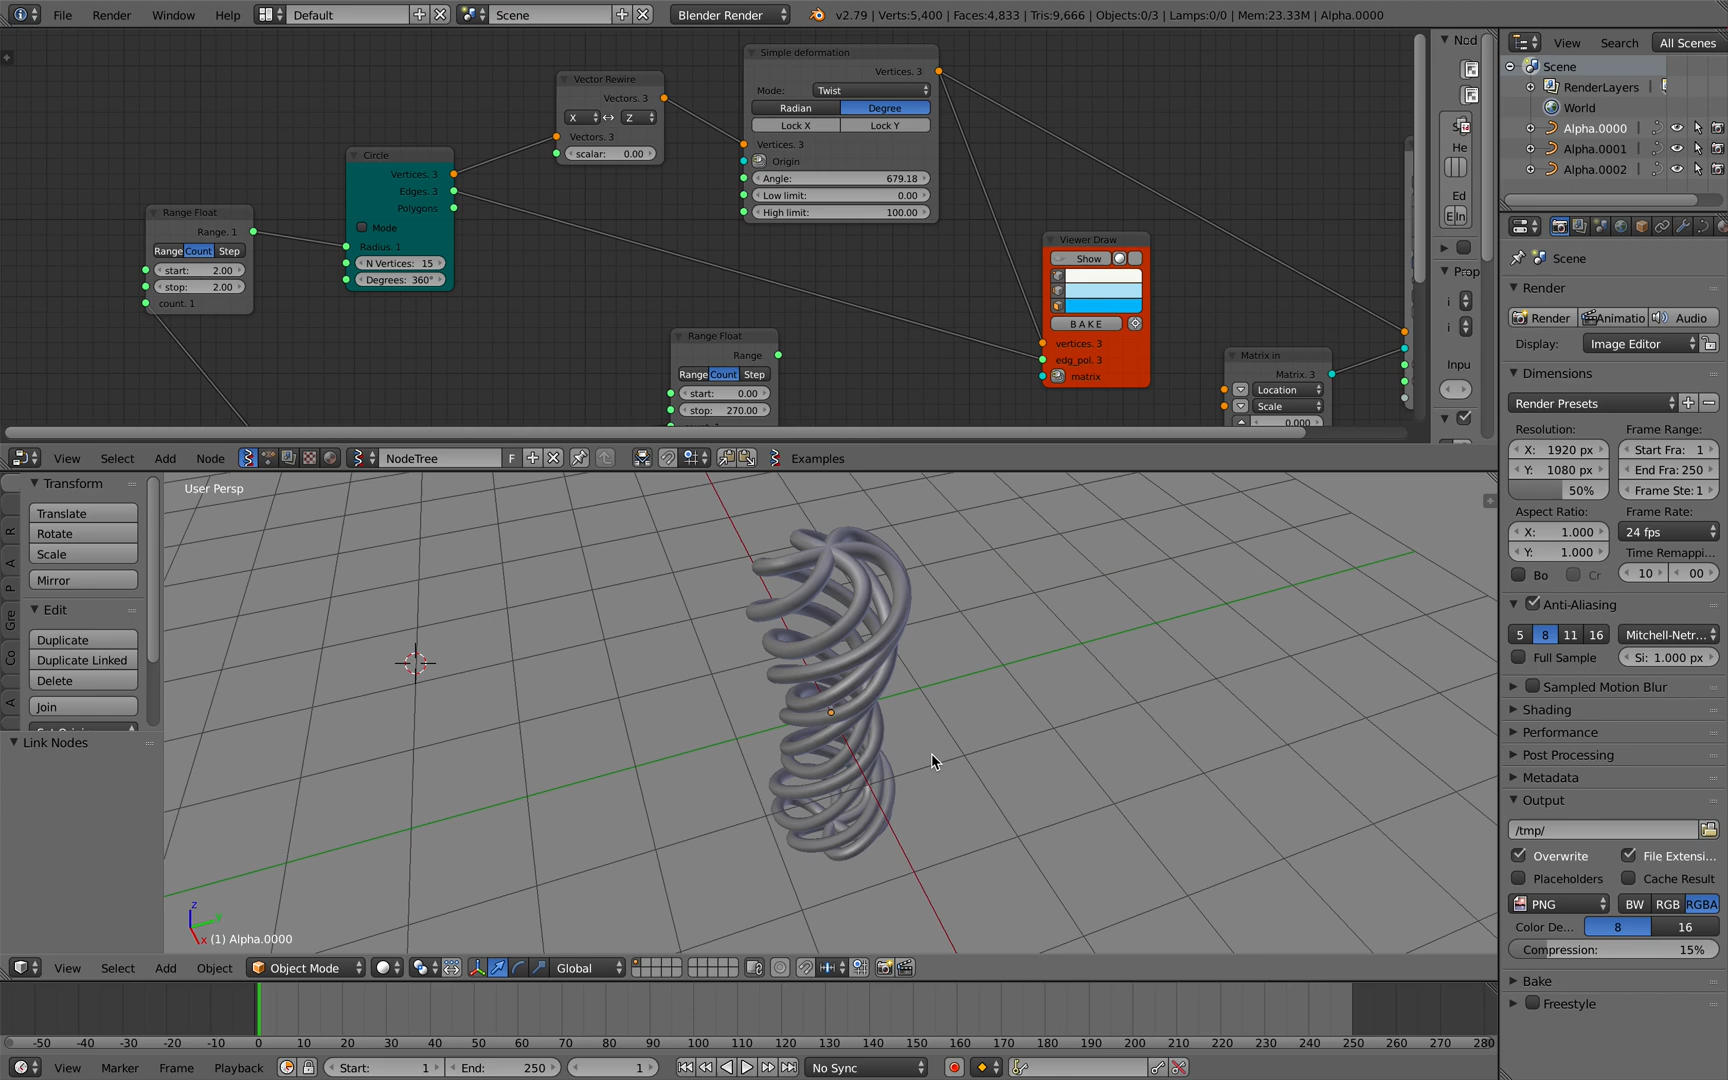 File Render Window Help Default Scene Blender Render v2.79 | Verts:5,400 | Faces:4,833 | Tris:9,666 | Objects:0/3 | Lamps:0/0 | Mem:23.33M | Alpha.0000
Simple deformation
Vertices. 3
Mode: Twist
Radian Degree
Lock X Lock Y
Vertices. 3
Origin
Angle: 679.18
Low limit: 0.00
High limit: 100.00
Vector Rewire
Vectors. 3
X Z
Vectors. 3
scalar: 0.00
Circle
Vertices. 3
Edges. 3
Polygons
Mode
Radius. 1
N Vertices: 15
Degrees: 360°
Range Float
Range. 1
Range Count Step
start: 2.00
stop: 2.00
count. 1
Range Float
Range
Range Count Step
start: 0.00
stop: 270.00
Viewer Draw
Show
BAKE
vertices. 3
edg_pol. 3
matrix
Matrix in
Matrix. 3
Location
Scale
0.000
Nod
He
Ed
E In
Prop
i
i
Inpu
View Select Add Node NodeTree F Examples
Transform
Translate
Rotate
Scale
Mirror
Edit
Duplicate
Duplicate Linked
Delete
Join
Link Nodes
R
A
P
Gre
Co
A
User Persp
z
y
x
(1) Alpha.0000
View Select Add Object Object Mode Global
-50 -40 -30 -20 -10 0 10 20 30 40 50 60 70 80 90 100 110 120 130 140 150 160 170 180 190 200 210 220 230 240 250 260 270 280
View Marker Frame Playback Start: 1 End: 250 1 No Sync
View Search All Scenes
Scene
RenderLayers
World
Alpha.0000
Alpha.0001
Alpha.0002
Scene
Render
Render Animatio Audio
Display: Image Editor
Dimensions
Render Presets
Resolution: Frame Range:
X: 1920 px Start Fra: 1
Y: 1080 px End Fra: 250
50% Frame Ste: 1
Aspect Ratio: Frame Rate:
X: 1.000 24 fps
Y: 1.000 Time Remappi...
Bo Cr 10 00
Anti-Aliasing
5 8 11 16 Mitchell-Netr...
Full Sample Si: 1.000 px
Sampled Motion Blur
Shading
Performance
Post Processing
Metadata
Output
/tmp/
Overwrite File Extensi...
Placeholders Cache Result
PNG BW RGB RGBA
Color De... 8 16
Compression: 15%
Bake
Freestyle